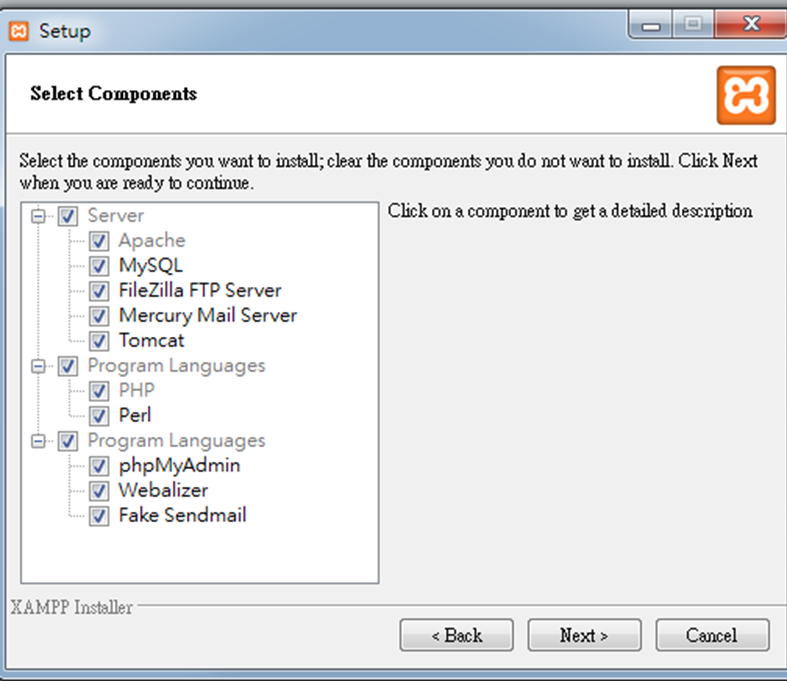 Setup
Select Components
Select the components you want to install; clear the components you do not want to install. Click Next
when you are ready to continue.
Server
Apache
MySQL
FileZilla FTP Server
Mercury Mail Server
Tomcat
Program Languages
PHP
Perl
Program Languages
phpMyAdmin
Webalizer
Fake Sendmail
Click on a component to get a detailed description
XAMPP Installer
< Back
Next >
Cancel